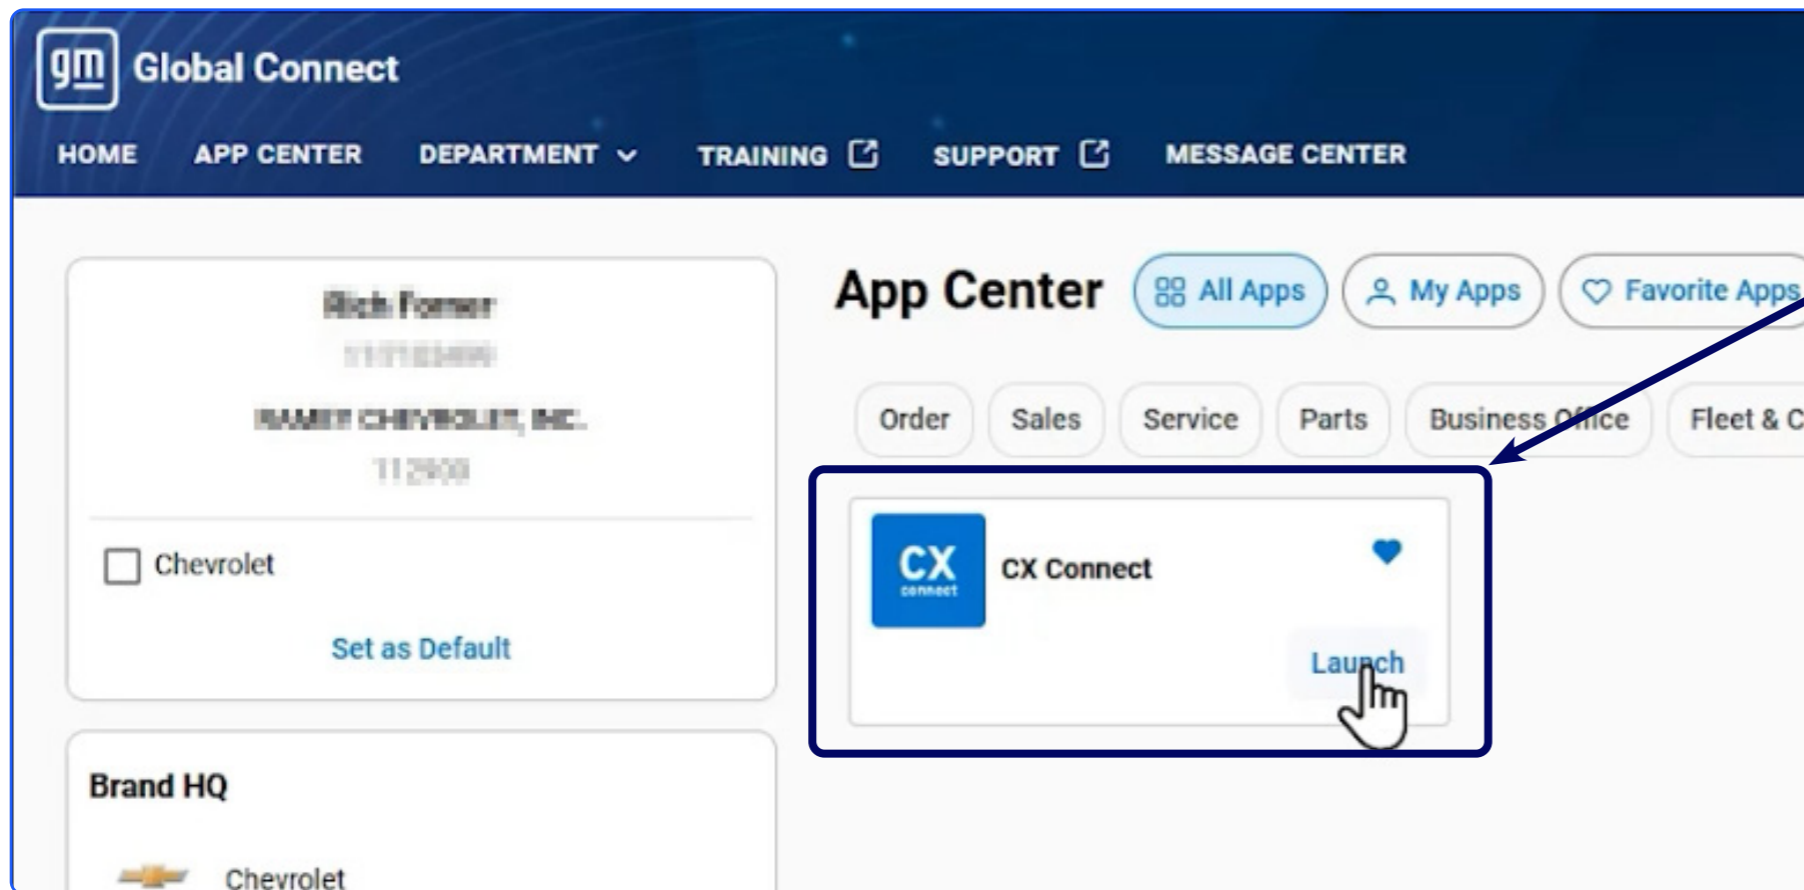 gm Global Connect
HOME APP CENTER DEPARTMENT TRAINING SUPPORT MESSAGE CENTER
App Center All Apps My Apps Favorite Apps
Order Sales Service Parts Business Office Fleet & C
Chevrolet
Set as Default
CX connect
CX Connect
Launch
Brand HQ
Chevrolet